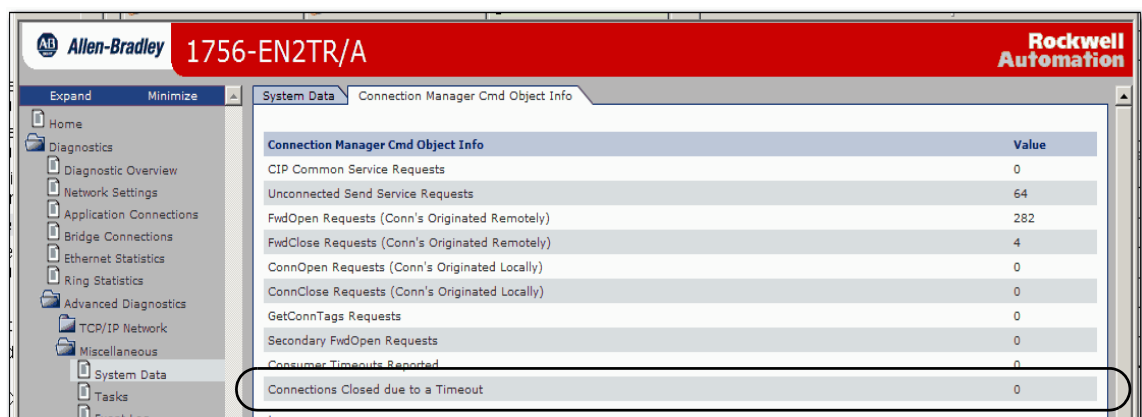 AB Allen-Bradley 1756-EN2TR/A Rockwell Automation
Expand Minimize
Home
Diagnostics
Diagnostic Overview
Network Settings
Application Connections
Bridge Connections
Ethernet Statistics
Ring Statistics
Advanced Diagnostics
TCP/IP Network
Miscellaneous
System Data
Tasks
System Data Connection Manager Cmd Object Info
Connection Manager Cmd Object Info Value
CIP Common Service Requests 0
Unconnected Send Service Requests 64
FwdOpen Requests (Conn's Originated Remotely) 282
FwdClose Requests (Conn's Originated Remotely) 4
ConnOpen Requests (Conn's Originated Locally) 0
ConnClose Requests (Conn's Originated Locally) 0
GetConnTags Requests 0
Secondary FwdOpen Requests 0
Consumer Timeouts Reported 0
Connections Closed due to a Timeout 0